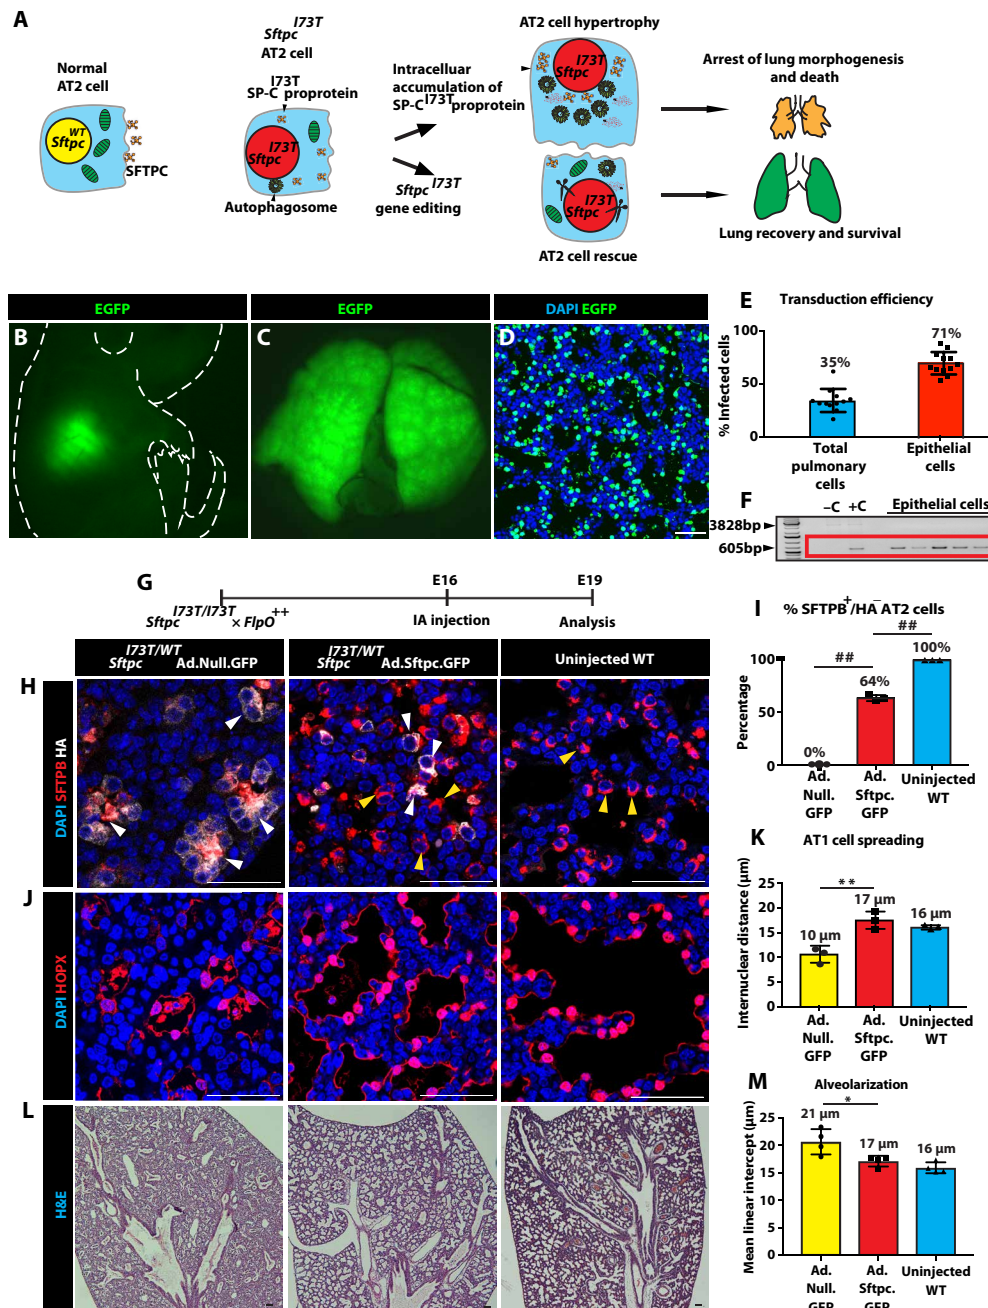 A
Normal
AT2 cell
Sftpc WT
SFTPC
Sftpc I73T
AT2 cell
I73T
SP-C proprotein
Sftpc I73T
Autophagosome
Intracelluar
accumulation of
SP-C I73T proprotein
Sftpc I73T
gene editing
AT2 cell hypertrophy
Sftpc I73T
Sftpc I73T
AT2 cell rescue
Arrest of lung morphogenesis
and death
Lung recovery and survival
EGFP
B
EGFP
C
DAPI EGFP
D
E
Transduction efficiency
% Infected cells
100
50
0
35%
71%
Total
pulmonary
cells
Epithelial
cells
F
–C +C Epithelial cells
3828bp
605bp
G
E16
E19
Sftpc I73T/I73T × FlpO ++
IA injection
Analysis
Sftpc I73T/WT Ad.Null.GFP
Sftpc I73T/WT Ad.Sftpc.GFP
Uninjected WT
H
DAPI SFTPB HA
I
% SFTPB+/HA– AT2 cells
##
##
Percentage
100
50
0
0%
64%
100%
Ad.
Null.
GFP
Ad.
Sftpc.
GFP
Uninjected
WT
J
DAPI HOPX
K
AT1 cell spreading
**
Internuclear distance (µm)
25
20
15
10
5
0
10 µm
17 µm
16 µm
Ad.
Null.
GFP
Ad.
Sftpc.
GFP
Uninjected
WT
L
H&E
M
Alveolarization
*
Mean linear intercept (µm)
25
20
15
10
5
0
21 µm
17 µm
16 µm
Ad.
Null.
GFP
Ad.
Sftpc.
GFP
Uninjected
WT